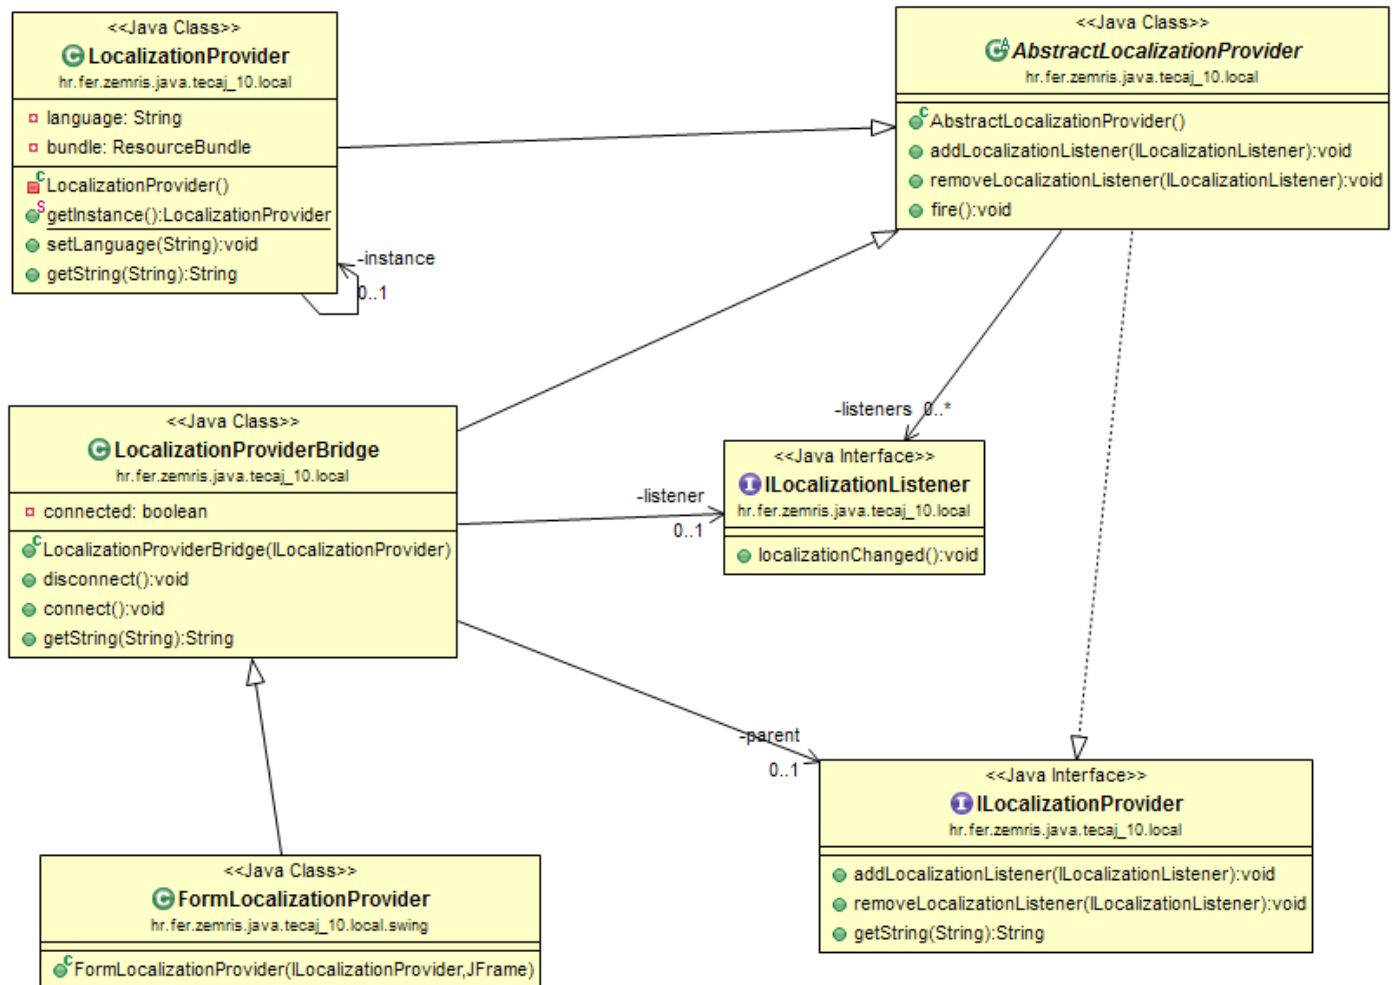 <<Java Class>>
LocalizationProvider
hr.fer.zemris.java.tecaj_10.local
language: String
bundle: ResourceBundle
LocalizationProvider()
getInstance():LocalizationProvider
setLanguage(String):void
getString(String):String
-instance
0..1
<<Java Class>>
AbstractLocalizationProvider
hr.fer.zemris.java.tecaj_10.local
AbstractLocalizationProvider()
addLocalizationListener(ILocalizationListener):void
removeLocalizationListener(ILocalizationListener):void
fire():void
<<Java Class>>
LocalizationProviderBridge
hr.fer.zemris.java.tecaj_10.local
connected: boolean
LocalizationProviderBridge(ILocalizationProvider)
disconnect():void
connect():void
getString(String):String
-listeners 0..*
-listener
0..1
<<Java Interface>>
ILocalizationListener
hr.fer.zemris.java.tecaj_10.local
localizationChanged():void
-parent
0..1
<<Java Interface>>
ILocalizationProvider
hr.fer.zemris.java.tecaj_10.local
addLocalizationListener(ILocalizationListener):void
removeLocalizationListener(ILocalizationListener):void
getString(String):String
<<Java Class>>
FormLocalizationProvider
hr.fer.zemris.java.tecaj_10.local.swing
FormLocalizationProvider(ILocalizationProvider,JFrame)